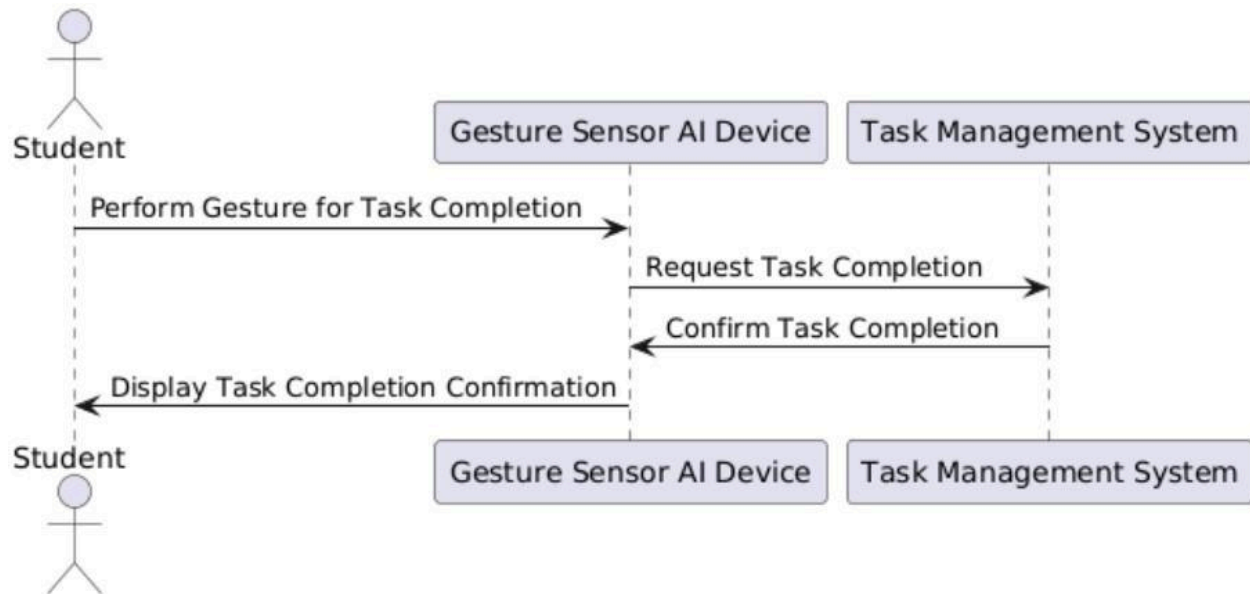 Student
Gesture Sensor AI Device
Task Management System
Perform Gesture for Task Completion
Request Task Completion
Confirm Task Completion
Display Task Completion Confirmation
Student
Gesture Sensor AI Device
Task Management System